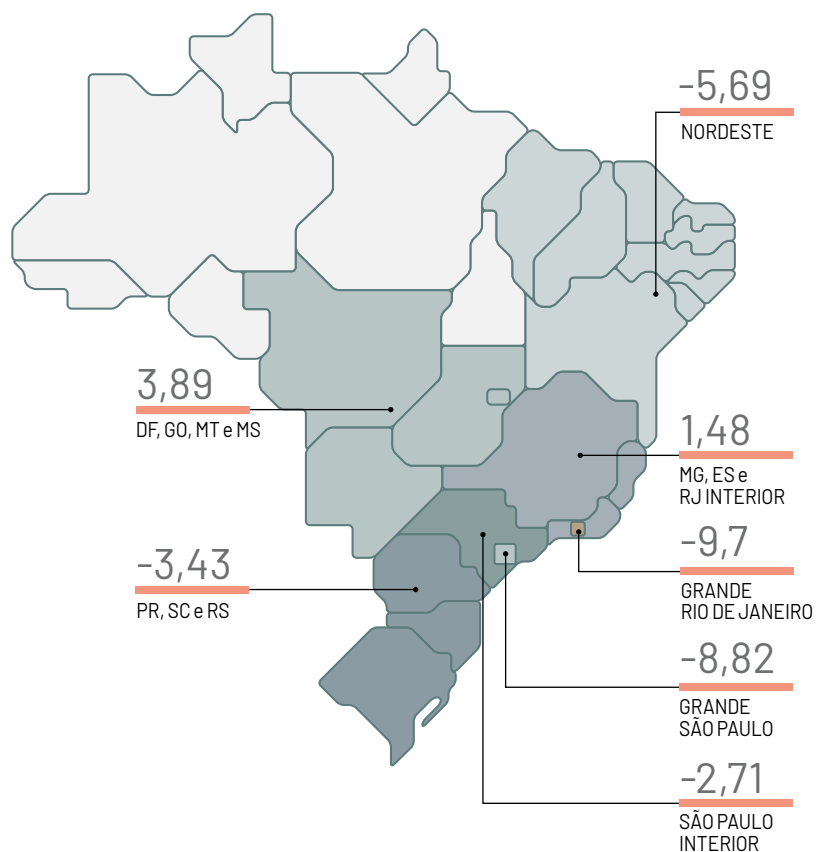 -5,69
NORDESTE
3,89
DF, GO, MT e MS
1,48
MG, ES e
RJ INTERIOR
-9,7
GRANDE
RIO DE JANEIRO
-3,43
PR, SC e RS
-8,82
GRANDE
SÃO PAULO
-2,71
SÃO PAULO
INTERIOR